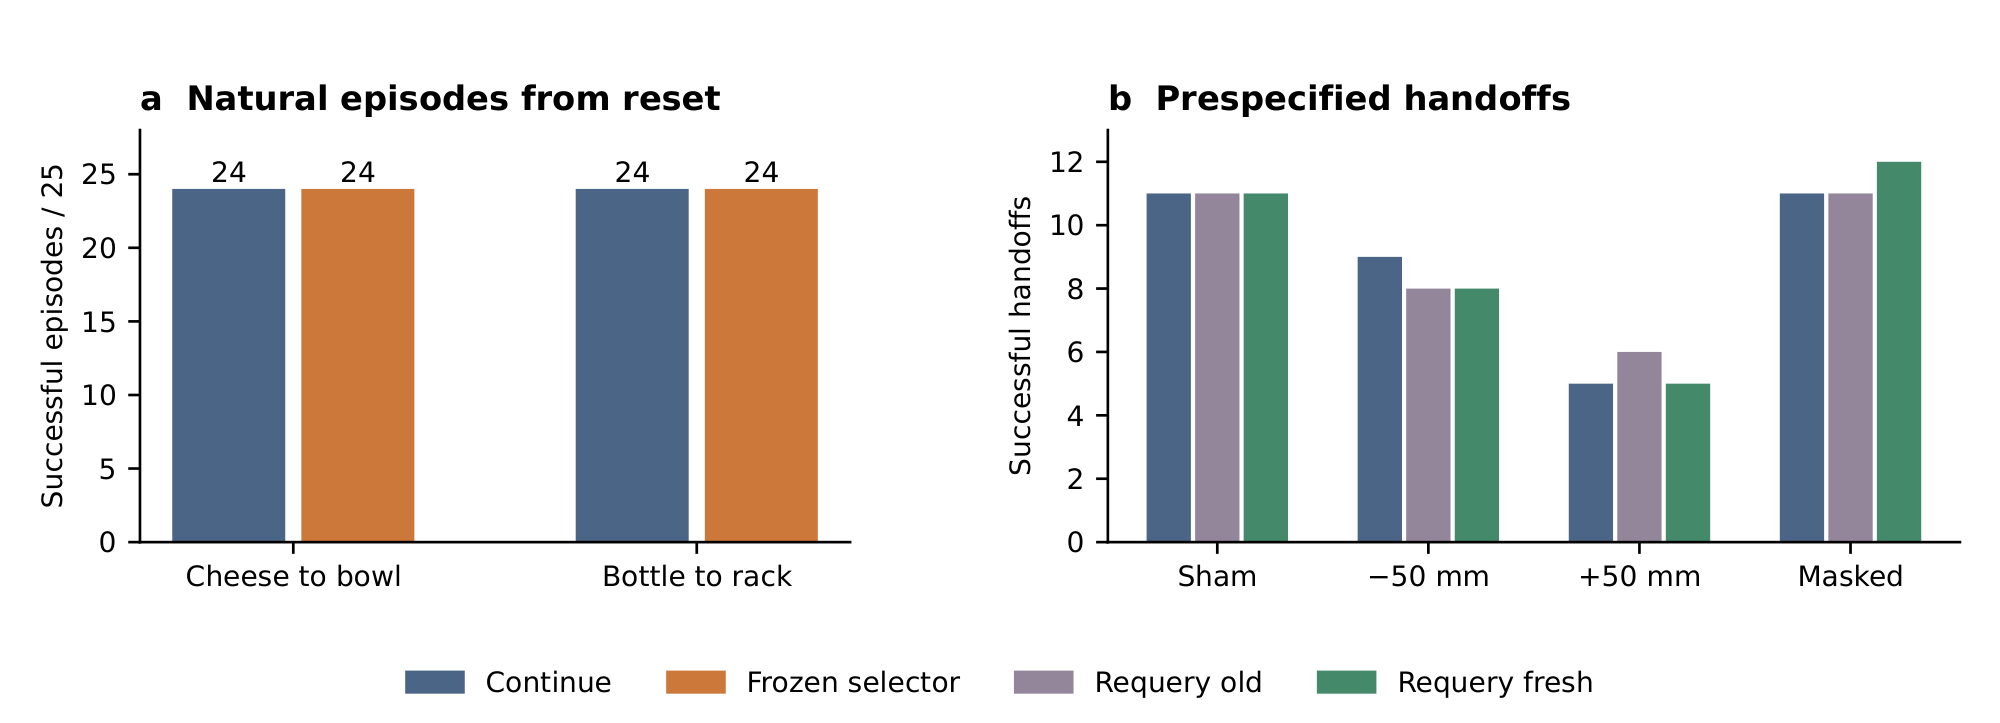 a Natural episodes from reset
Successful episodes / 25
25
20
15
10
5
0
24
24
24
24
Cheese to bowl
Bottle to rack
b Prespecified handoffs
Successful handoffs
12
10
8
6
4
2
0
Sham
−50 mm
+50 mm
Masked
Continue
Frozen selector
Requery old
Requery fresh